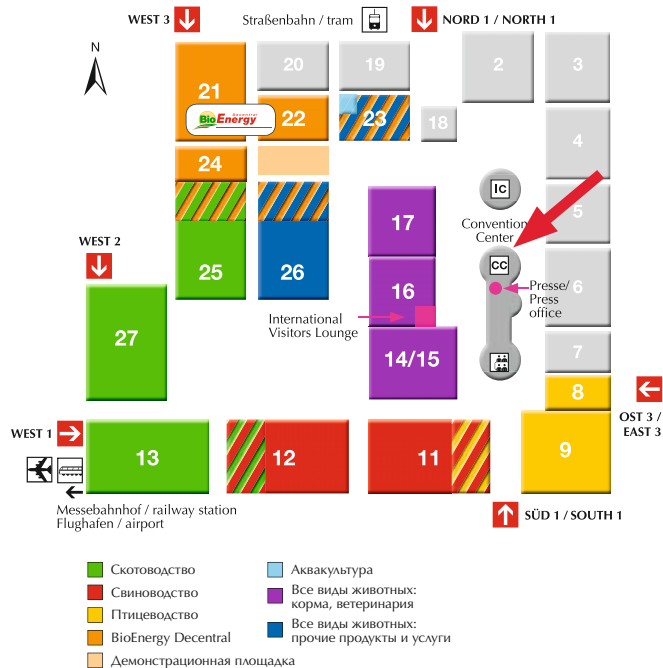 WEST 3
Straßenbahn / tram
NORD 1 / NORTH 1
N
21
20
19
2
3
BioEnergy
Decentral
22
23
18
4
24
IC
5
17
Convention
Center
WEST 2
25
26
CC
16
Presse/
Press
office
6
International
Visitors Lounge
27
14/15
7
8
OST 3 /
EAST 3
WEST 1
13
12
11
9
Messebahnhof / railway station
Flughafen / airport
SÜD 1 / SOUTH 1
Скотоводство
Свиноводство
Птицеводство
BioEnergy Decentral
Демонстрационная площадка
Аквакультура
Все виды животных:
корма, ветеринария
Все виды животных:
прочие продукты и услуги